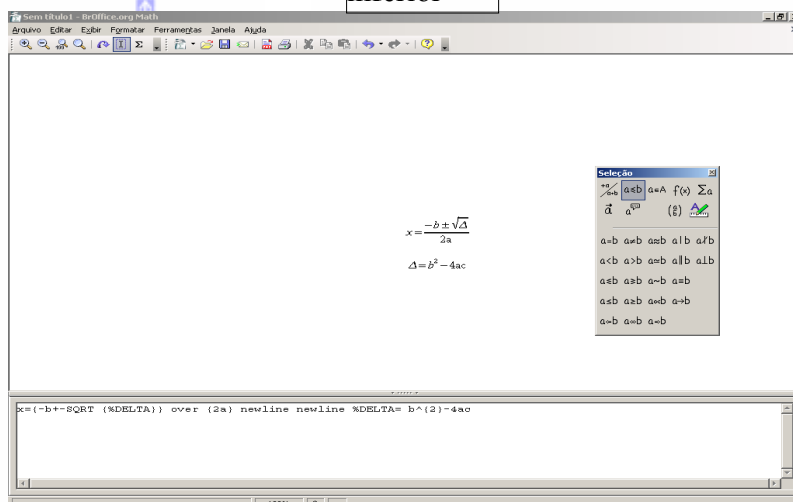 Inferior
Sem título1 - BrOffice.org Math
Arquivo Editar Exibir Formatar Ferramentas Janela Ajuda
x = −b ± √Δ
2a
Δ = b² − 4ac
Seleção
+a/a+b a≤b a∈A f(x) Σa
a⃗ (a b)
a=b a≠b a≈b a|b a∤b
a<b a>b a≃b a∥b a⊥b
a≤b a≥b a~b a≡b
a≤b a≥b a∝b a→b
x={-b+-SQRT {%DELTA}} over {2a} newline newline %DELTA= b^{2}-4ac